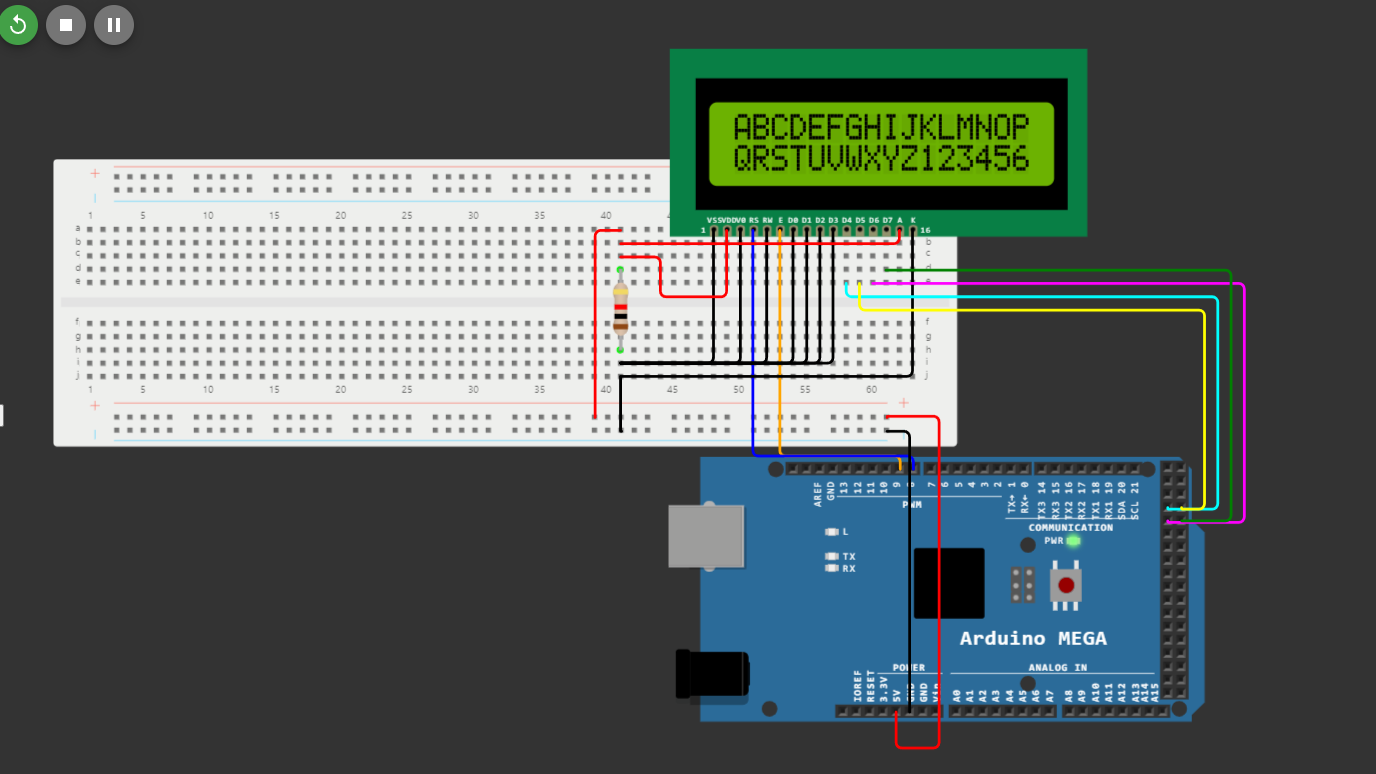 ABCDEFGHIJKLMNOP
QRSTUVWXYZ123456
VSS VDD V0 RS RW E D0 D1 D2 D3 D4 D5 D6 D7 A K
1 16
+
1 5 10 15 20 25 30 35 40
a
b b
c c
d d
e
f f
g g
h h
i i
j j
1 5 10 15 20 25 30 35 40 45 50 55 60
+ +
AREF GND 13 12 11 10 9 8 7 6 5 4 3 2 1 0 14 15 16 17 18 19 20 21
TX→ RX← TX3 RX3 TX2 RX2 TX1 RX1 SDA SCL
PWM
COMMUNICATION
L
PWR
TX
RX
Arduino MEGA
POWER ANALOG IN
IOREF RESET 3.3V 5V GND GND Vin A0 A1 A2 A3 A4 A5 A6 A7 A8 A9 A10 A11 A12 A13 A14 A15